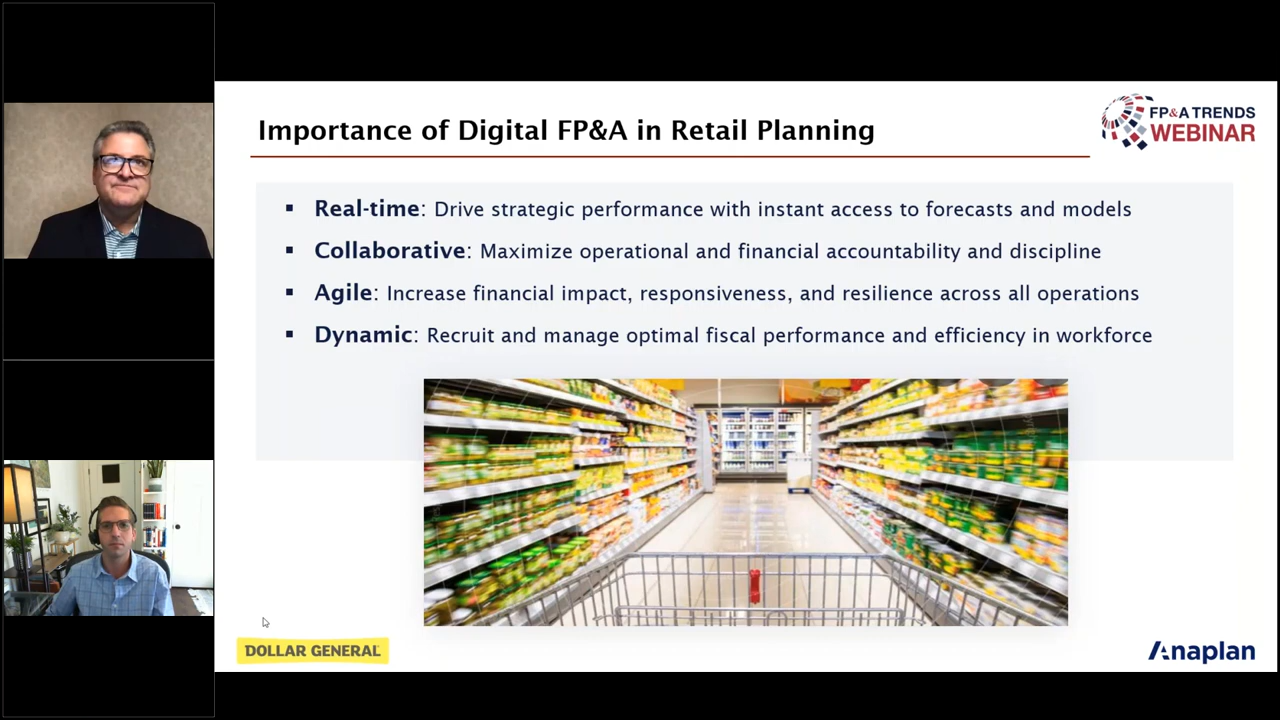 Importance of Digital FP&A in Retail Planning
FP&A TRENDS
WEBINAR
▪ Real-time: Drive strategic performance with instant access to forecasts and models
▪ Collaborative: Maximize operational and financial accountability and discipline
▪ Agile: Increase financial impact, responsiveness, and resilience across all operations
▪ Dynamic: Recruit and manage optimal fiscal performance and efficiency in workforce
DOLLAR GENERAL
Anaplan